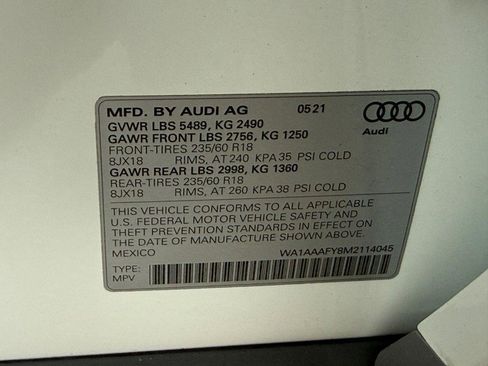 MFD. BY AUDI AG 05 21
GVWR LBS 5489, KG 2490
GAWR FRONT LBS 2756, KG 1250
FRONT-TIRES 235/60 R18
8JX18 RIMS, AT 240 KPA 35 PSI COLD
GAWR REAR LBS 2998, KG 1360
REAR-TIRES 235/60 R18
8JX18 RIMS, AT 260 KPA 38 PSI COLD
Audi
THIS VEHICLE CONFORMS TO ALL APPLICABLE
U.S. FEDERAL MOTOR VEHICLE SAFETY AND
THEFT PREVENTION STANDARDS IN EFFECT ON
THE DATE OF MANUFACTURE SHOWN ABOVE.
MEXICO WA1AAAFY8M2114045
TYPE:
MPV